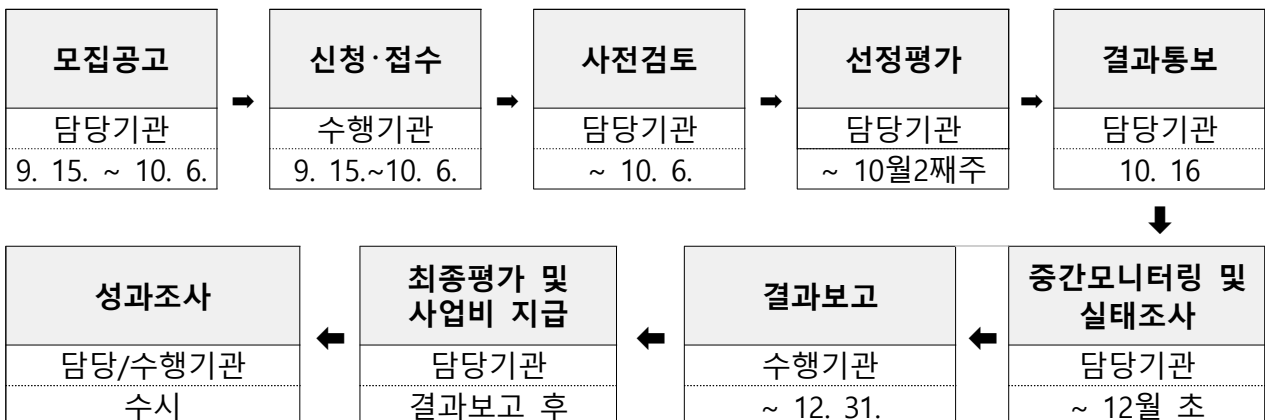 모집공고
담당기관
9. 15. ~ 10. 6.
➡
신청·접수
수행기관
9. 15.~10. 6.
➡
사전검토
담당기관
~ 10. 6.
➡
선정평가
담당기관
~ 10월2째주
➡
결과통보
담당기관
10. 16
⬇
중간모니터링 및
실태조사
담당기관
~ 12월 초
⬅
결과보고
수행기관
~ 12. 31.
⬅
최종평가 및
사업비 지급
담당기관
결과보고 후
⬅
성과조사
담당/수행기관
수시